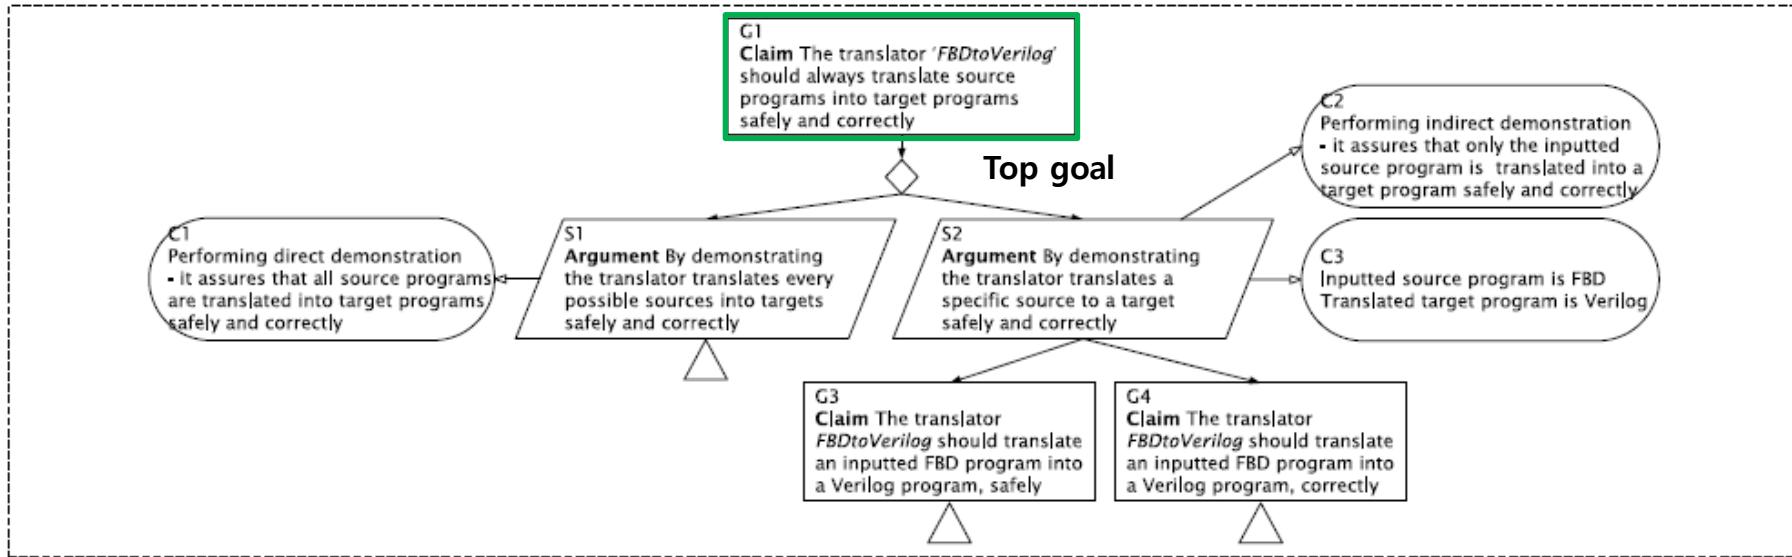 G1
Claim The translator 'FBDtoVerilog'
should always translate source
programs into target programs
safely and correctly
Top goal
C2
Performing indirect demonstration
- it assures that only the inputted
source program is translated into a
target program safely and correctly
C1
Performing direct demonstration
- it assures that all source programs
are translated into target programs
safely and correctly
S1
Argument By demonstrating
the translator translates every
possible sources into targets
safely and correctly
S2
Argument By demonstrating
the translator translates a
specific source to a target
safely and correctly
C3
Inputted source program is FBD
Translated target program is Verilog
G3
Claim The translator
FBDtoVerilog should translate
an inputted FBD program into
a Verilog program, safely
G4
Claim The translator
FBDtoVerilog should translate
an inputted FBD program into
a Verilog program, correctly